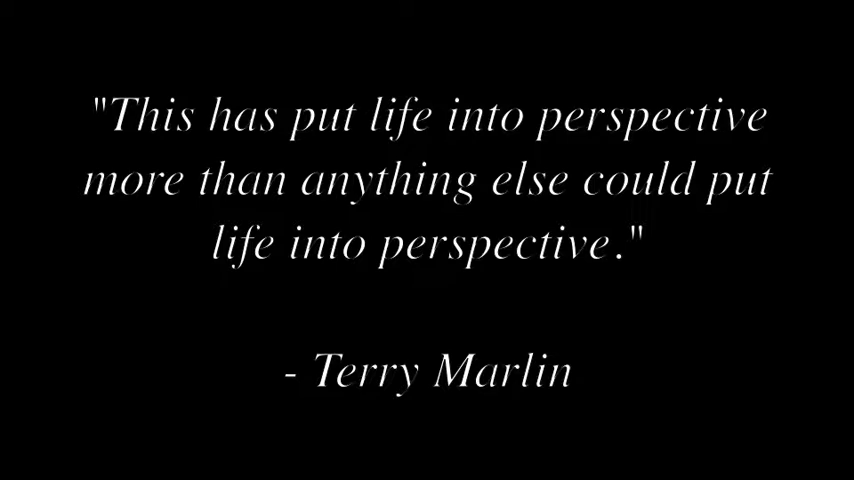 "This has put life into perspective
more than anything else could put
life into perspective."
- Terry Marlin